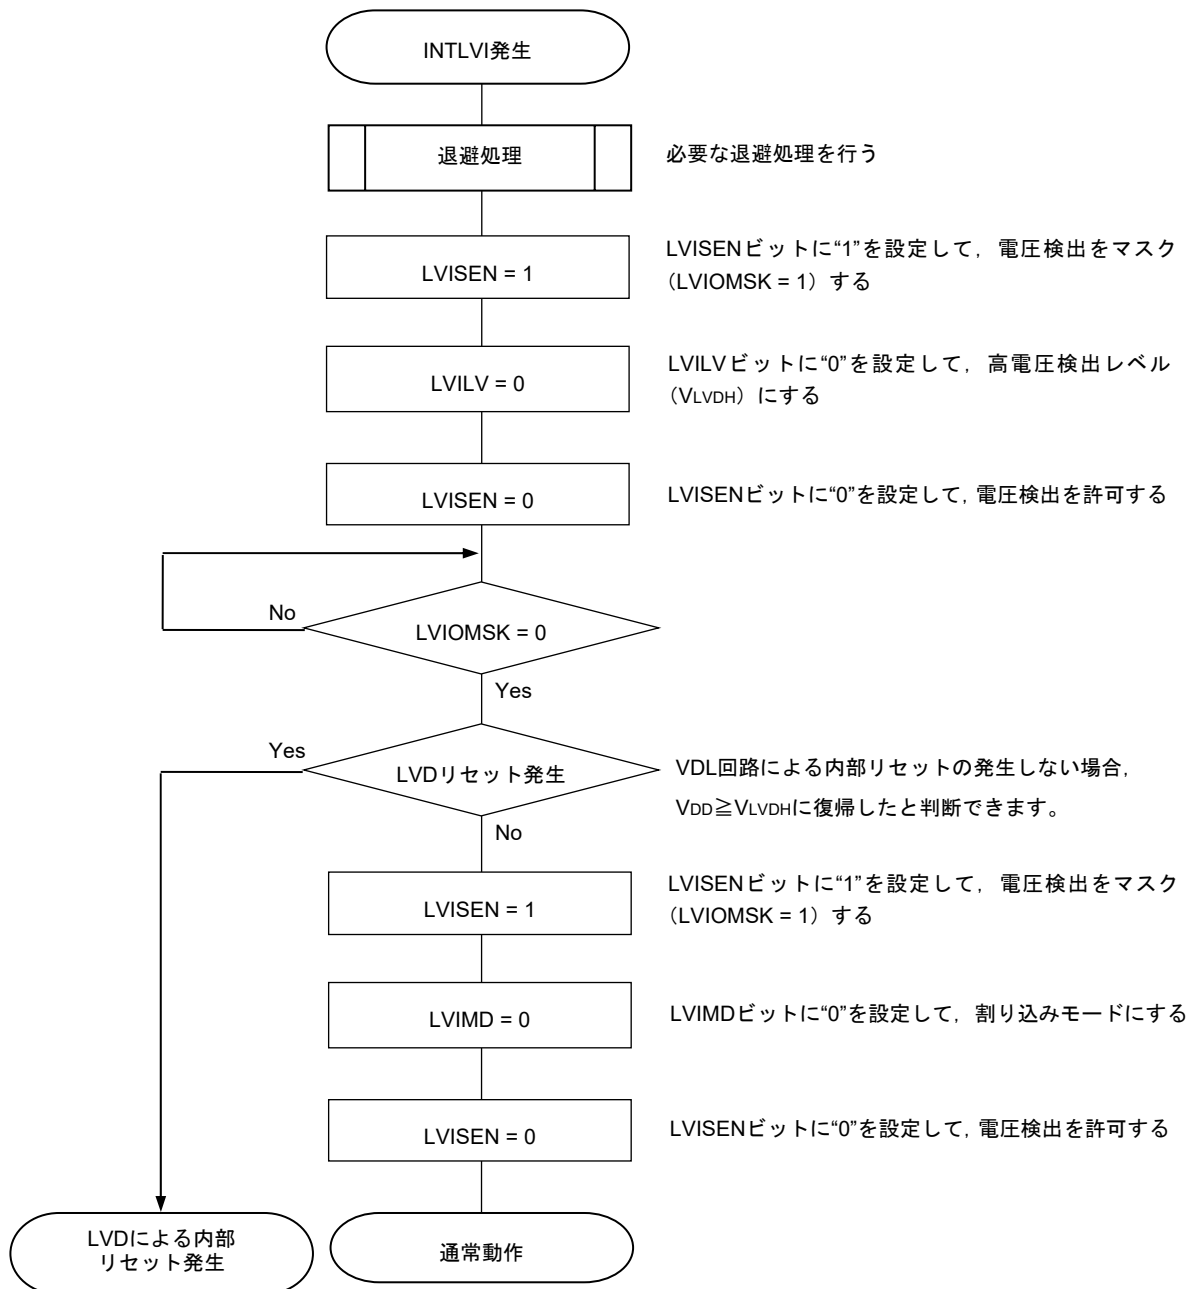 INTLVI発生
退避処理
必要な退避処理を行う
LVISEN = 1
LVISENビットに“1”を設定して，電圧検出をマスク
（LVIOMSK = 1）する
LVILV = 0
LVILVビットに“0”を設定して，高電圧検出レベル
（VLVDH）にする
LVISEN = 0
LVISENビットに“0”を設定して，電圧検出を許可する
No
LVIOMSK = 0
Yes
Yes
LVDリセット発生
VDL回路による内部リセットの発生しない場合，
VDD≧VLVDHに復帰したと判断できます。
No
LVISEN = 1
LVISENビットに“1”を設定して，電圧検出をマスク
（LVIOMSK = 1）する
LVIMD = 0
LVIMDビットに“0”を設定して，割り込みモードにする
LVISEN = 0
LVISENビットに“0”を設定して，電圧検出を許可する
LVDによる内部
リセット発生
通常動作